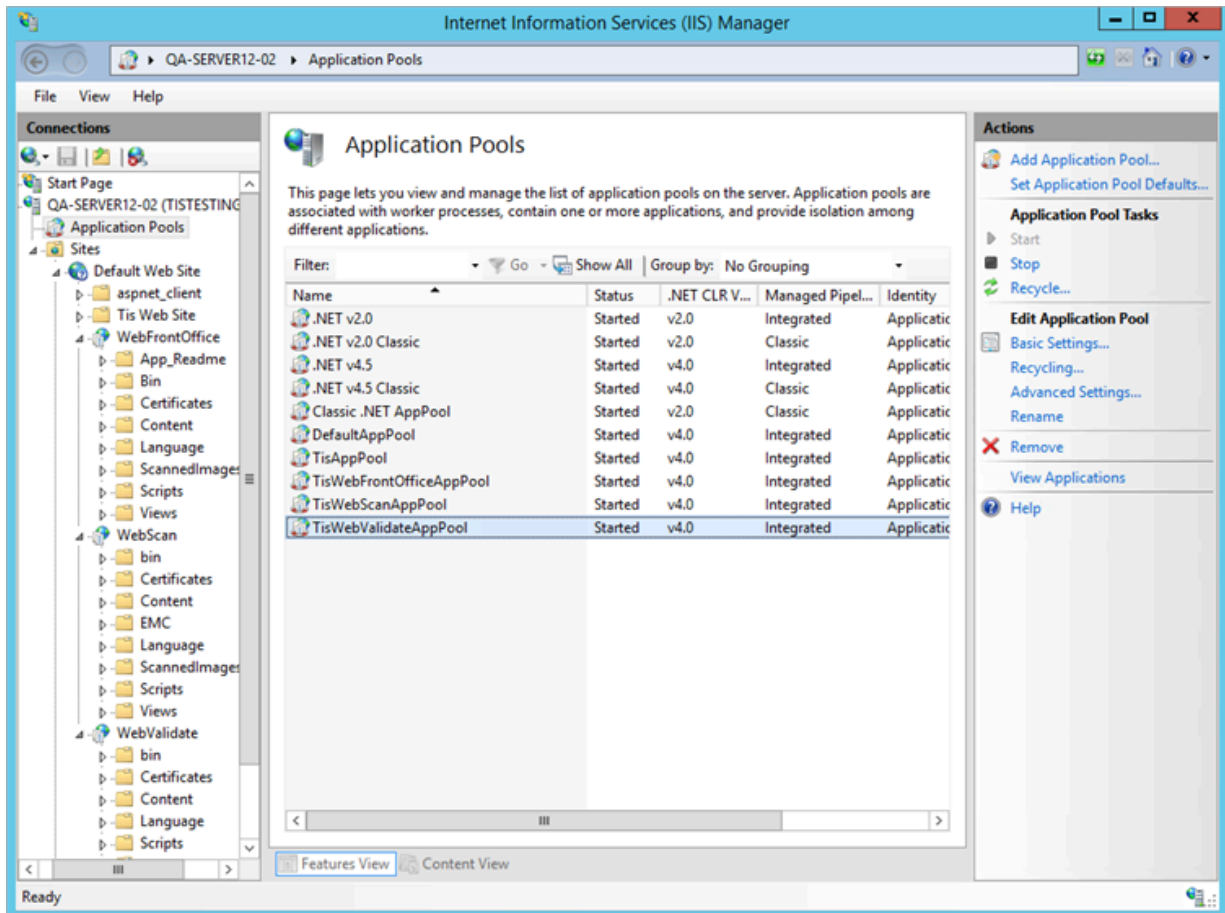 Internet Information Services (IIS) Manager
QA-SERVER12-02 Application Pools
File View Help
Connections
Start Page
QA-SERVER12-02 (TISTESTING
Application Pools
Sites
Default Web Site
aspnet_client
Tis Web Site
WebFrontOffice
App_Readme
Bin
Certificates
Content
Language
ScannedImages
Scripts
Views
WebScan
bin
Certificates
Content
EMC
Language
ScannedImages
Scripts
Views
WebValidate
bin
Certificates
Content
Language
Scripts
Application Pools
This page lets you view and manage the list of application pools on the server. Application pools are
associated with worker processes, contain one or more applications, and provide isolation among
different applications.
Filter: Go Show All Group by: No Grouping
Name Status .NET CLR V... Managed Pipel... Identity
.NET v2.0 Started v2.0 Integrated Applicatic
.NET v2.0 Classic Started v2.0 Classic Applicatic
.NET v4.5 Started v4.0 Integrated Applicatic
.NET v4.5 Classic Started v4.0 Classic Applicatic
Classic .NET AppPool Started v2.0 Classic Applicatic
DefaultAppPool Started v4.0 Integrated Applicatic
TisAppPool Started v4.0 Integrated Applicatic
TisWebFrontOfficeAppPool Started v4.0 Integrated Applicatic
TisWebScanAppPool Started v4.0 Integrated Applicatic
TisWebValidateAppPool Started v4.0 Integrated Applicatic
Features View Content View
Actions
Add Application Pool...
Set Application Pool Defaults...
Application Pool Tasks
Start
Stop
Recycle...
Edit Application Pool
Basic Settings...
Recycling...
Advanced Settings...
Rename
Remove
View Applications
Help
Ready